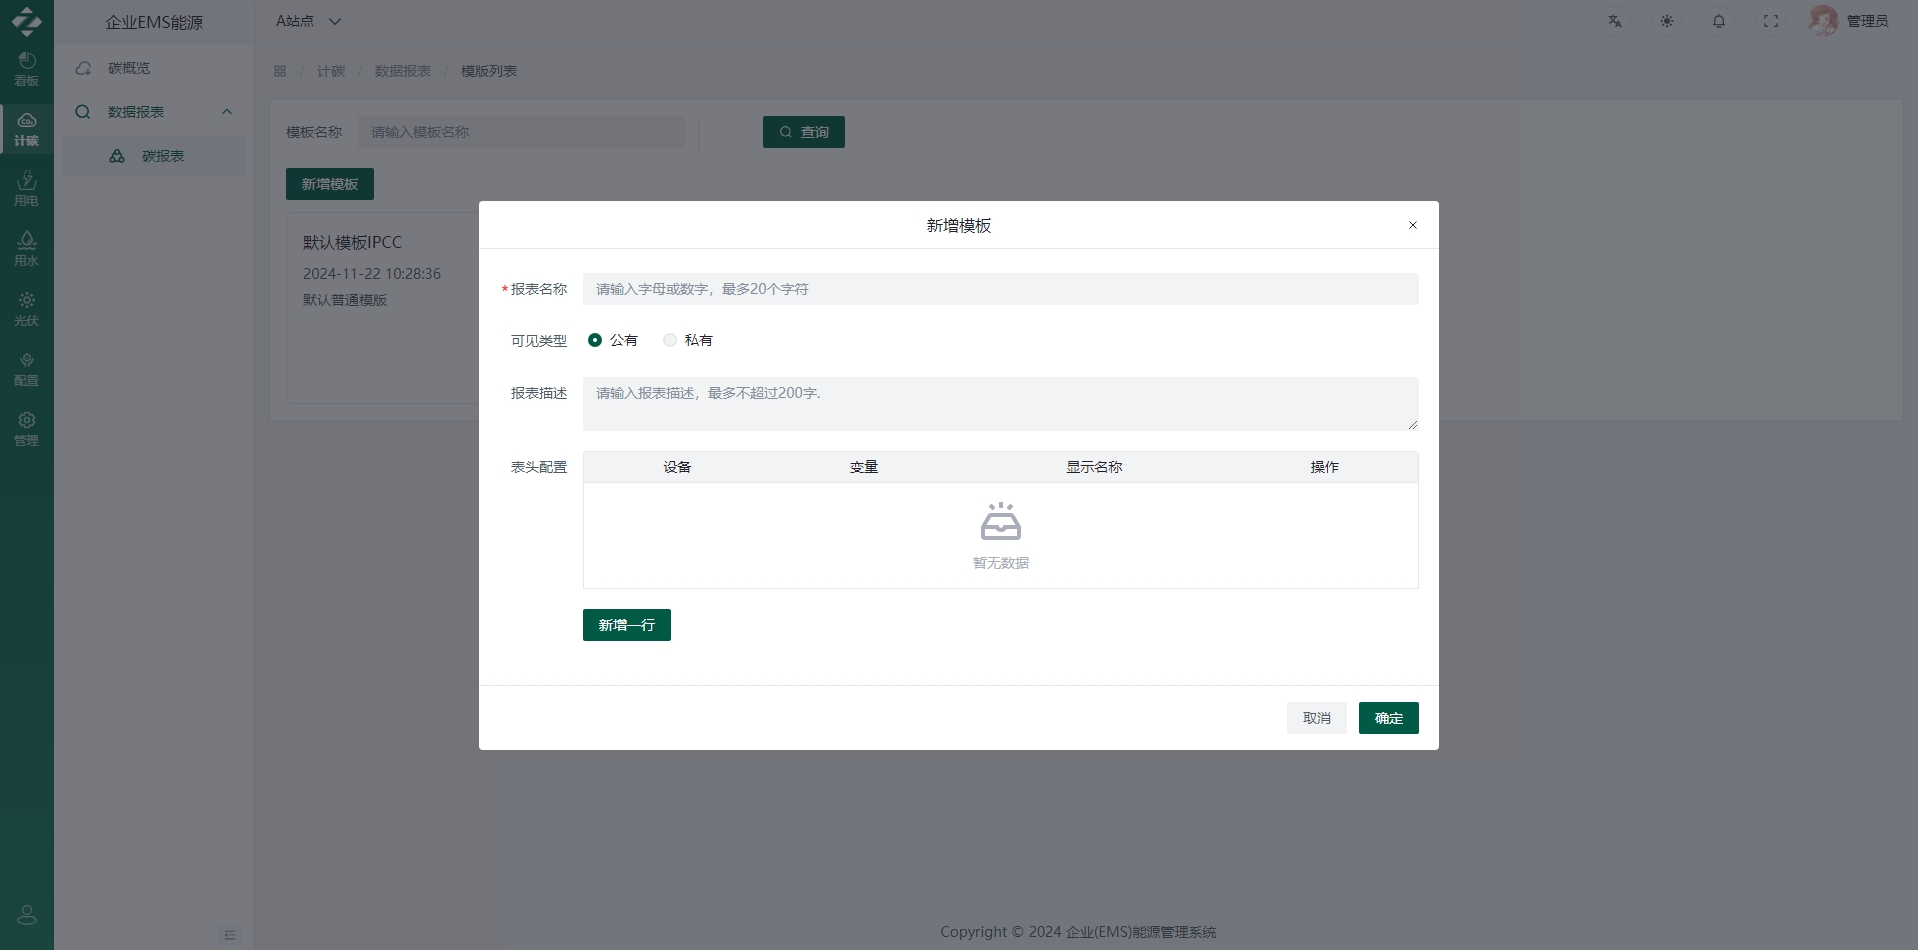 企业EMS能源
A站点
管理员
看板
计碳
用电
用水
光伏
配置
管理
碳概览
数据报表
碳报表
计碳 / 数据报表 / 模版列表
模板名称 请输入模板名称 查询
新增模板
默认模板IPCC
2024-11-22 10:28:36
默认普通模版
新增模板
*报表名称 请输入字母或数字，最多20个字符
可见类型 公有 私有
报表描述 请输入报表描述，最多不超过200字.
表头配置 设备 变量 显示名称 操作
暂无数据
新增一行
取消 确定
Copyright © 2024 企业(EMS)能源管理系统